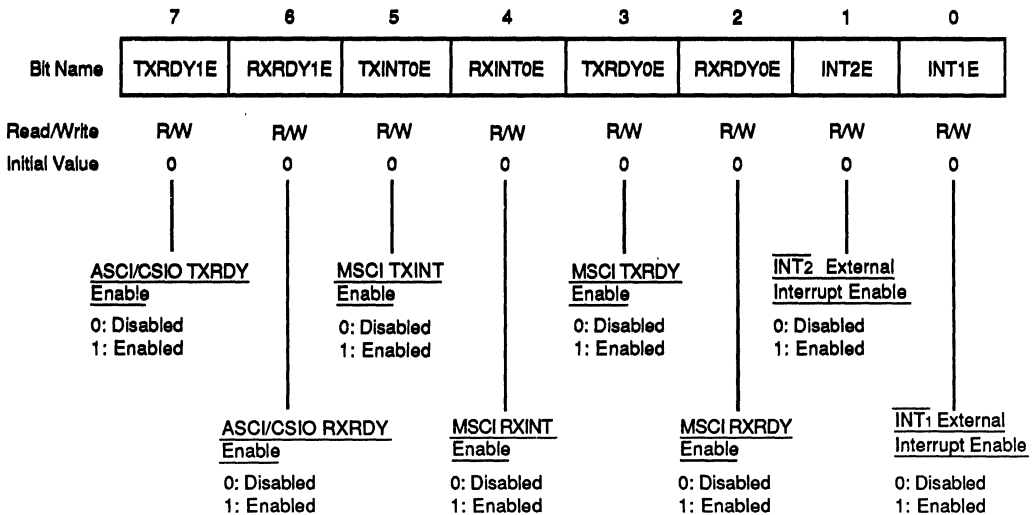 7 6 5 4 3 2 1 0
Bit Name TXRDY1E RXRDY1E TXINT0E RXINT0E TXRDY0E RXRDY0E INT2E INT1E
Read/Write R/W R/W R/W R/W R/W R/W R/W R/W
Initial Value 0 0 0 0 0 0 0 0
ASCI/CSIO TXRDY
Enable
0: Disabled
1: Enabled
MSCI TXINT
Enable
0: Disabled
1: Enabled
MSCI TXRDY
Enable
0: Disabled
1: Enabled
INT2 External
Interrupt Enable
0: Disabled
1: Enabled
ASCI/CSIO RXRDY
Enable
0: Disabled
1: Enabled
MSCI RXINT
Enable
0: Disabled
1: Enabled
MSCI RXRDY
Enable
0: Disabled
1: Enabled
INT1 External
Interrupt Enable
0: Disabled
1: Enabled